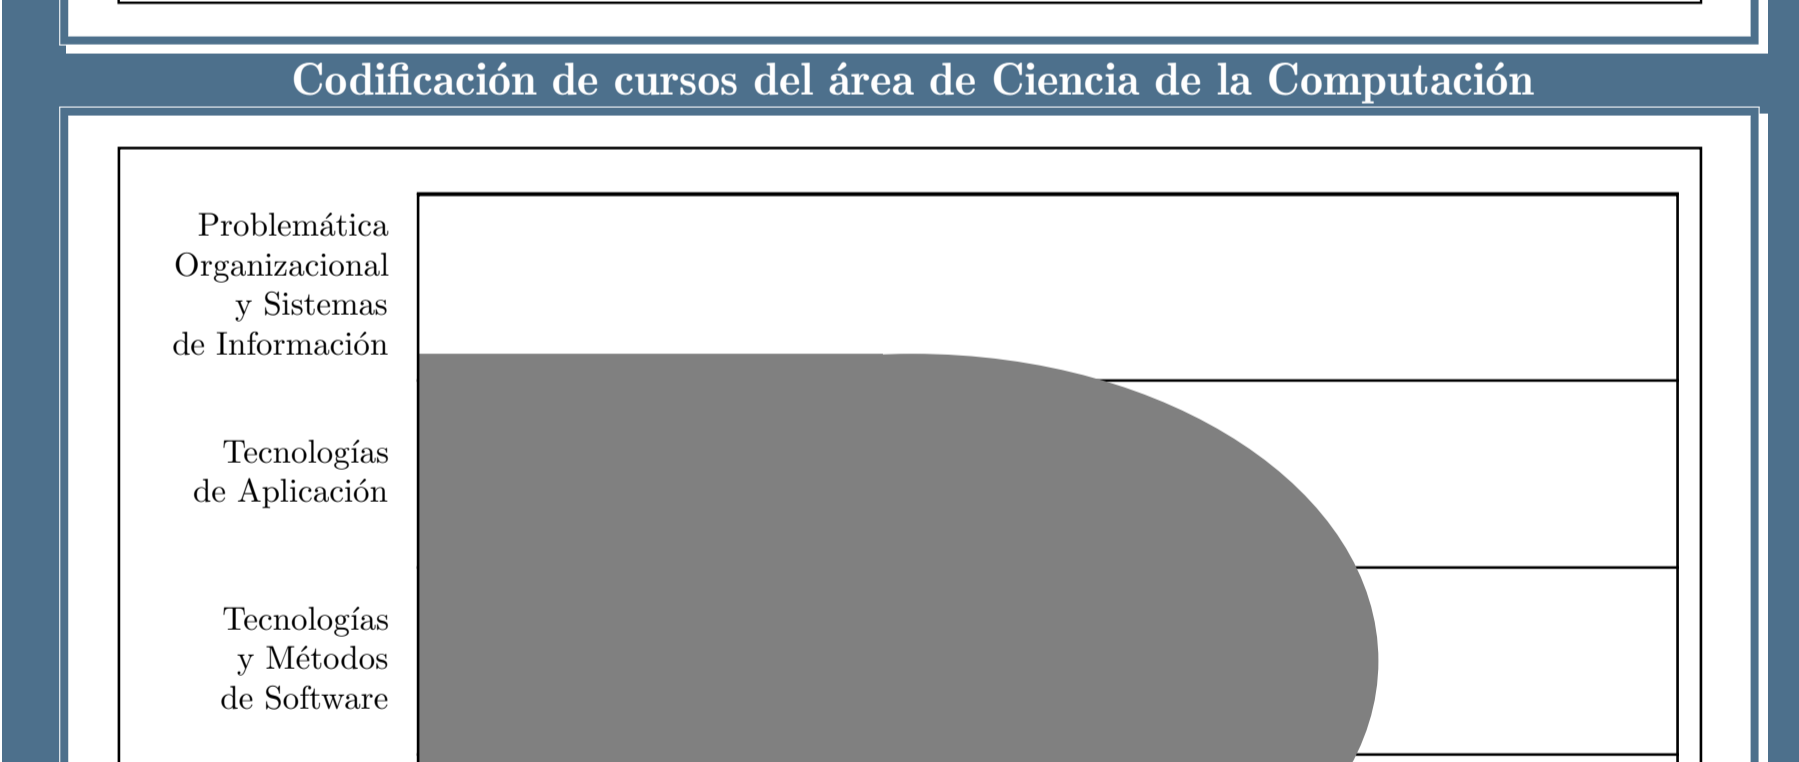 Codificación de cursos del área de Ciencia de la Computación
Problemática
Organizacional
y Sistemas
de Información
Tecnologías
de Aplicación
Tecnologías
y Métodos
de Software